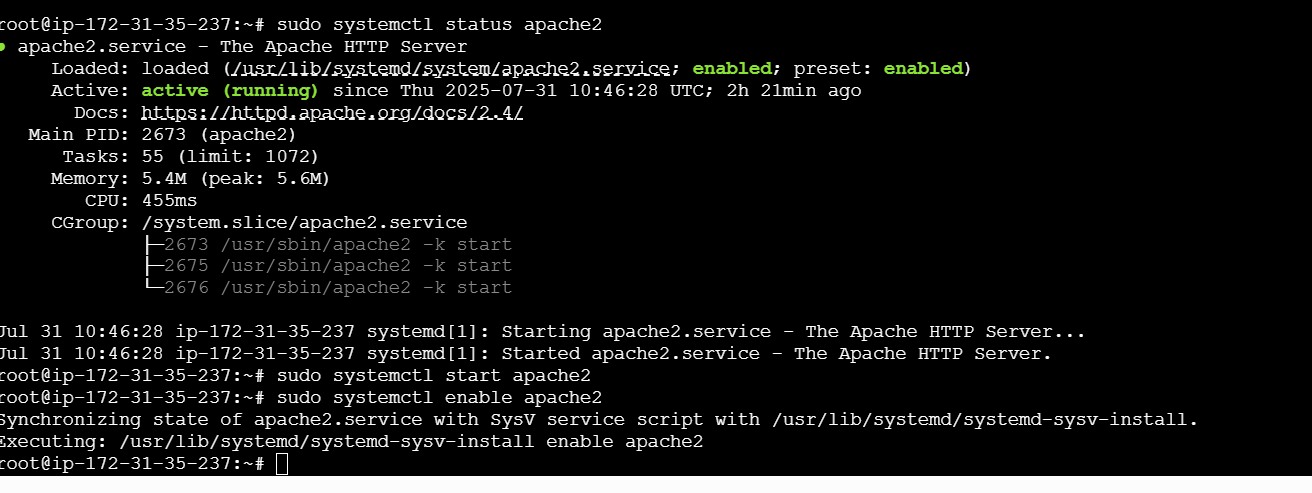 root@ip-172-31-35-237:~# sudo systemctl status apache2
● apache2.service - The Apache HTTP Server
Loaded: loaded (/usr/lib/systemd/system/apache2.service; enabled; preset: enabled)
Active: active (running) since Thu 2025-07-31 10:46:28 UTC; 2h 21min ago
Docs: https://httpd.apache.org/docs/2.4/
Main PID: 2673 (apache2)
Tasks: 55 (limit: 1072)
Memory: 5.4M (peak: 5.6M)
CPU: 455ms
CGroup: /system.slice/apache2.service
├─2673 /usr/sbin/apache2 -k start
├─2675 /usr/sbin/apache2 -k start
└─2676 /usr/sbin/apache2 -k start
Jul 31 10:46:28 ip-172-31-35-237 systemd[1]: Starting apache2.service - The Apache HTTP Server...
Jul 31 10:46:28 ip-172-31-35-237 systemd[1]: Started apache2.service - The Apache HTTP Server.
root@ip-172-31-35-237:~# sudo systemctl start apache2
root@ip-172-31-35-237:~# sudo systemctl enable apache2
Synchronizing state of apache2.service with SysV service script with /usr/lib/systemd/systemd-sysv-install.
Executing: /usr/lib/systemd/systemd-sysv-install enable apache2
root@ip-172-31-35-237:~#